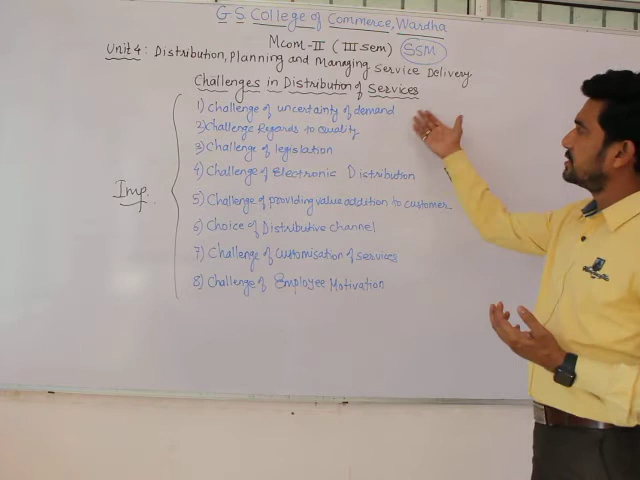 G S College of Commerce, Wardha
Mcom-II (III sem) SSM
Unit 4: Distribution, Planning and Managing Service Delivery
Challenges in Distribution of Services
1) Challenge of uncertainty of demand
2) Challenge Regards to quality
3) Challenge of legislation
4) Challenge of Electronic Distribution
5) Challenge of providing value addition to customer
Imp.
6) Choice of Distributive channel
7) Challenge of customisation of services
8) Challenge of Employee Motivation